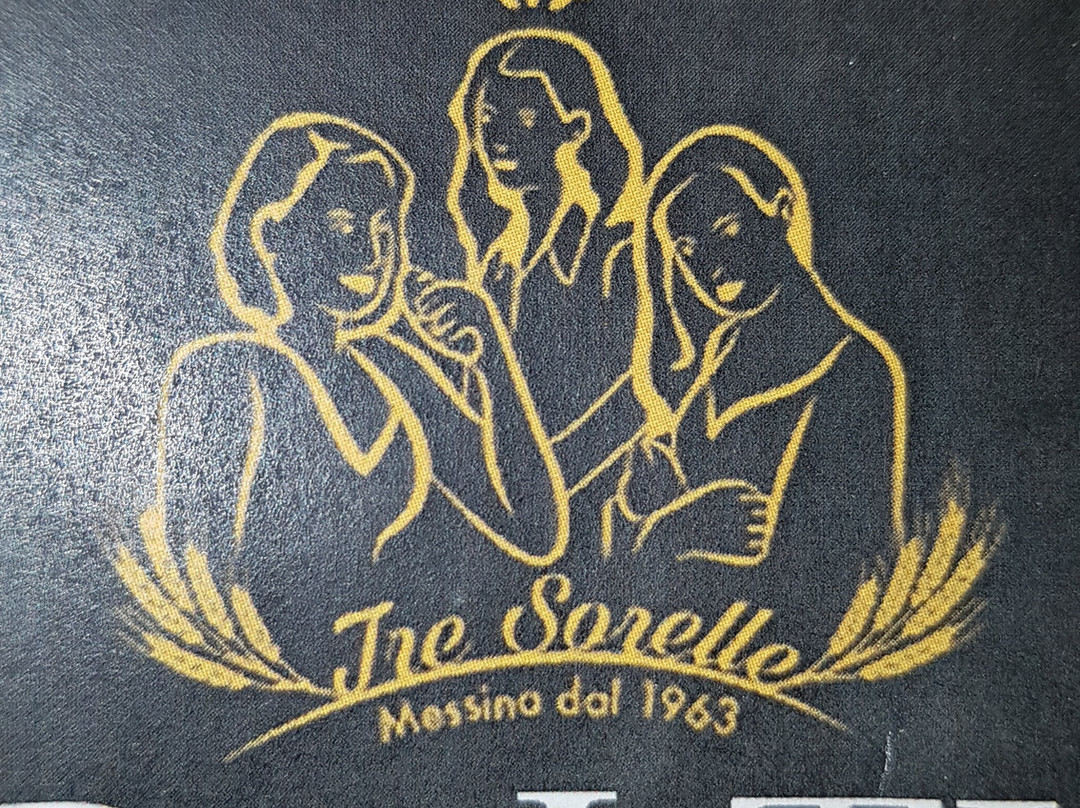 Tre Sorelle
Messina dal 1963